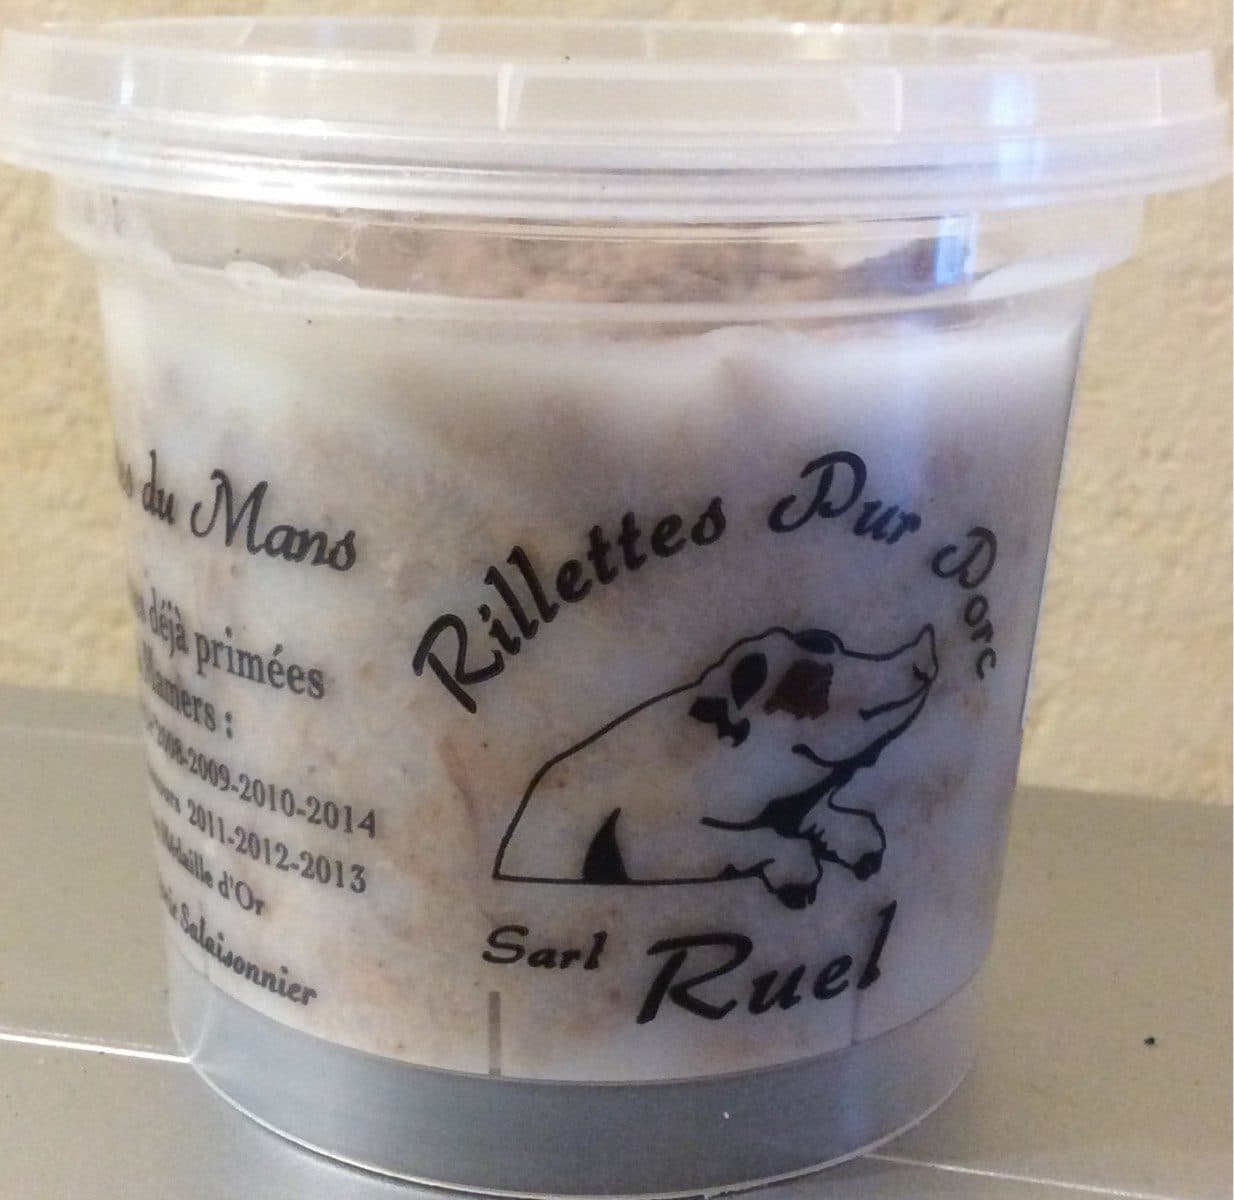 du Mans
déjà primées
Mamers :
2008-2009-2010-2014
2011-2012-2013
Médaille d'Or
Salaisonnier
Rillettes Pur Porc
Sarl Ruel